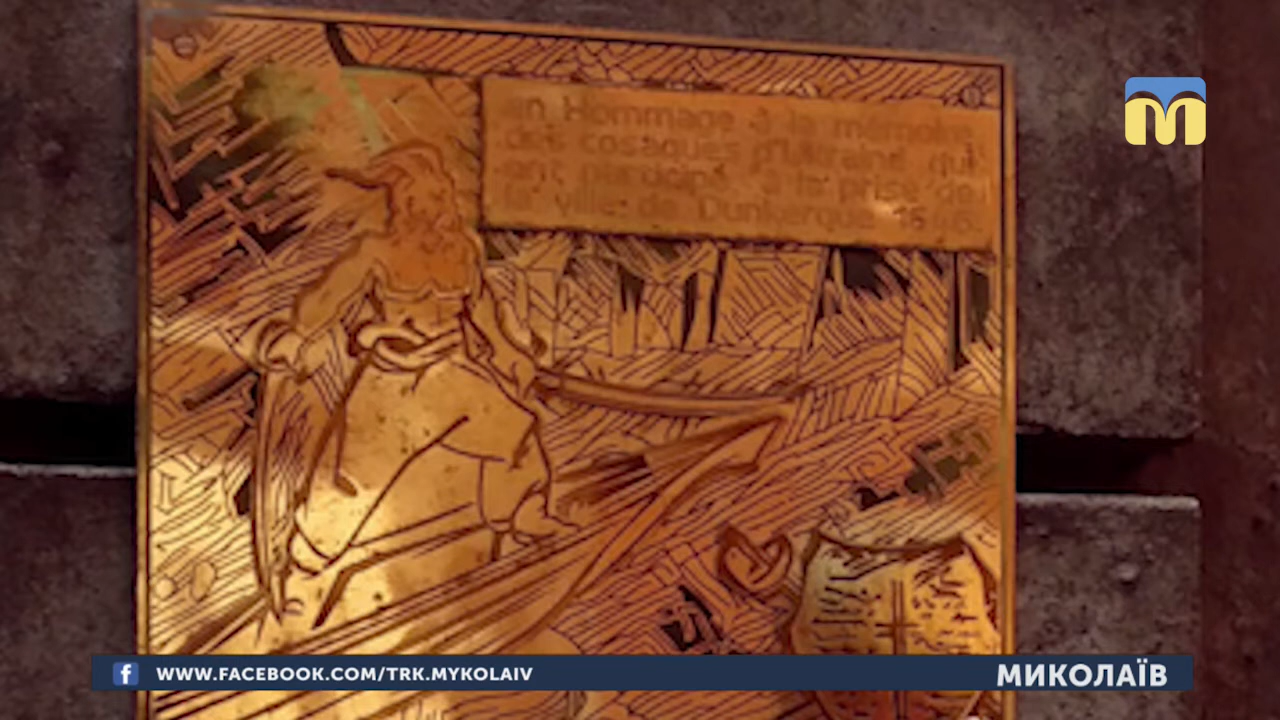 en Hommage à la mémoire
des cosaques d'Ukraine qui
ont participé à la prise de
la ville de Dunkerque 1646.
WWW.FACEBOOK.COM/TRK.MYKOLAIV
МИКОЛАЇВ